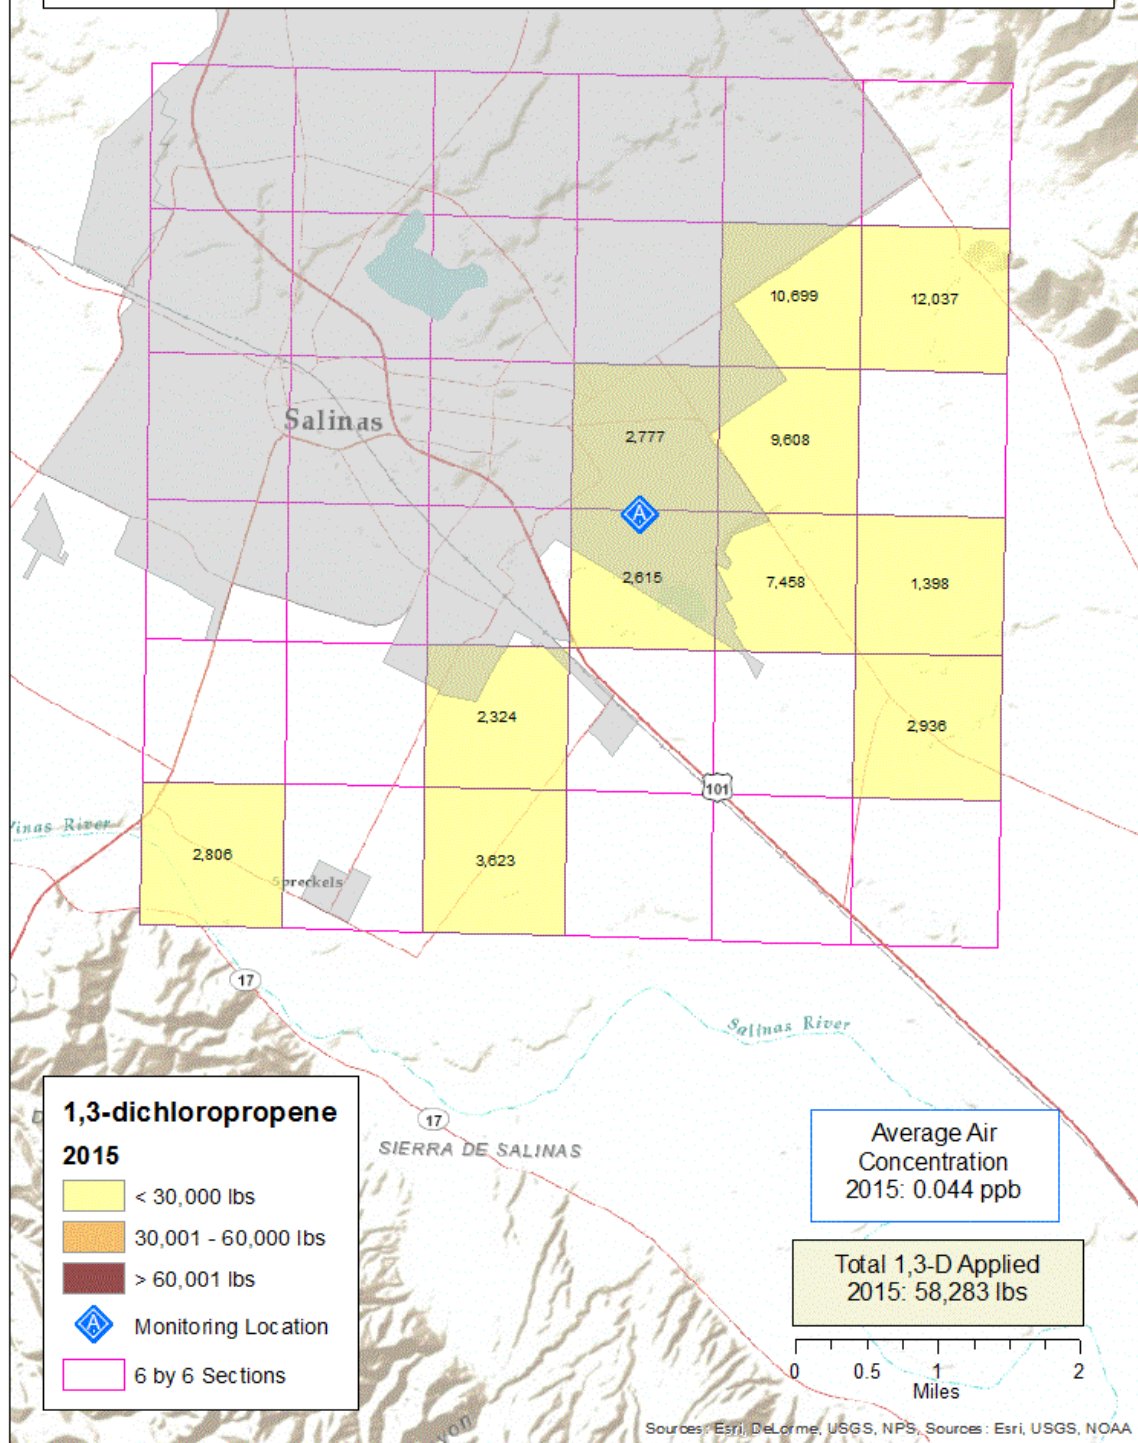 10,699
12,037
Salinas
2,777
9,608
A
2,615
7,458
1,398
2,324
2,936
101
inas River
2,806
3,623
Spreckels
17
Salinas River
17
SIERRA DE SALINAS
1,3-dichloropropene
2015
< 30,000 lbs
30,001 - 60,000 lbs
> 60,001 lbs
A
Monitoring Location
6 by 6 Sections
Average Air
Concentration
2015: 0.044 ppb
Total 1,3-D Applied
2015: 58,283 lbs
0 0.5 1 2
Miles
yon
Sources: Esri, DeLorme, USGS, NPS, Sources: Esri, USGS, NOAA